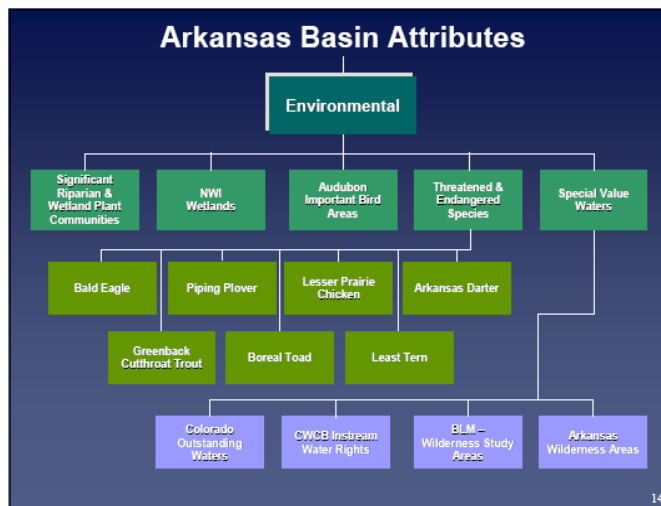 Arkansas Basin Attributes
Environmental
Significant
Riparian &
Wetland Plant
Communities
NWI
Wetlands
Audubon
Important Bird
Areas
Threatened &
Endangered
Species
Special Value
Waters
Bald Eagle
Piping Plover
Lesser Prairie
Chicken
Arkansas Darter
Greenback
Cutthroat Trout
Boreal Toad
Least Tern
Colorado
Outstanding
Waters
CWCB Instream
Water Rights
BLM –
Wilderness Study
Areas
Arkansas
Wilderness Areas
14